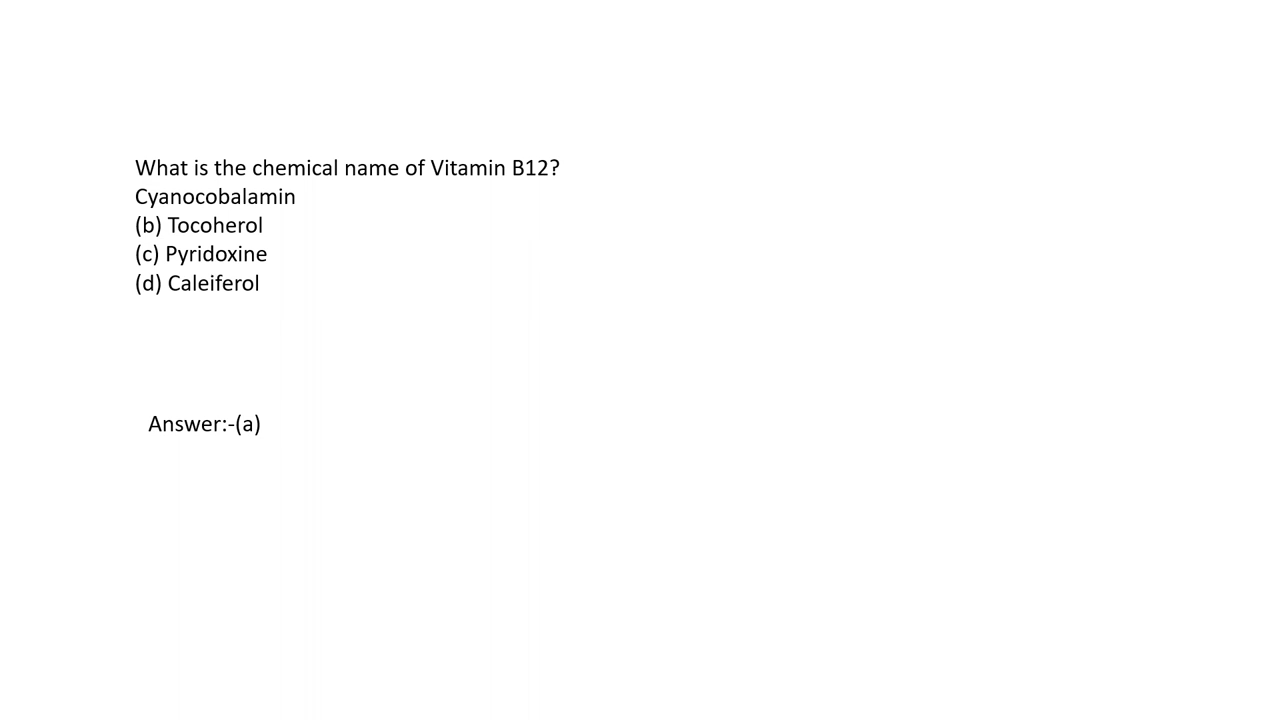 What is the chemical name of Vitamin B12?
Cyanocobalamin
(b) Tocoherol
(c) Pyridoxine
(d) Caleiferol
Answer:-(a)